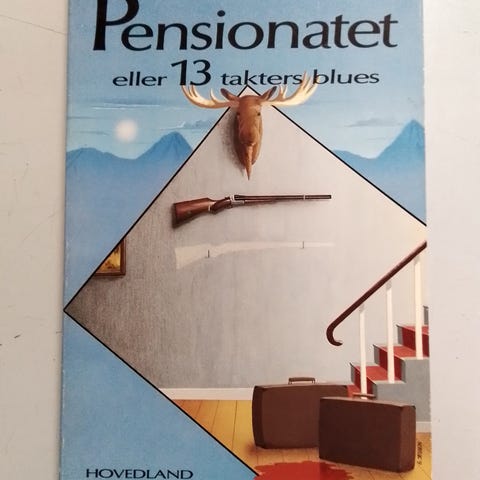 Pensionatet
eller 13 takters blues
HOVEDLAND